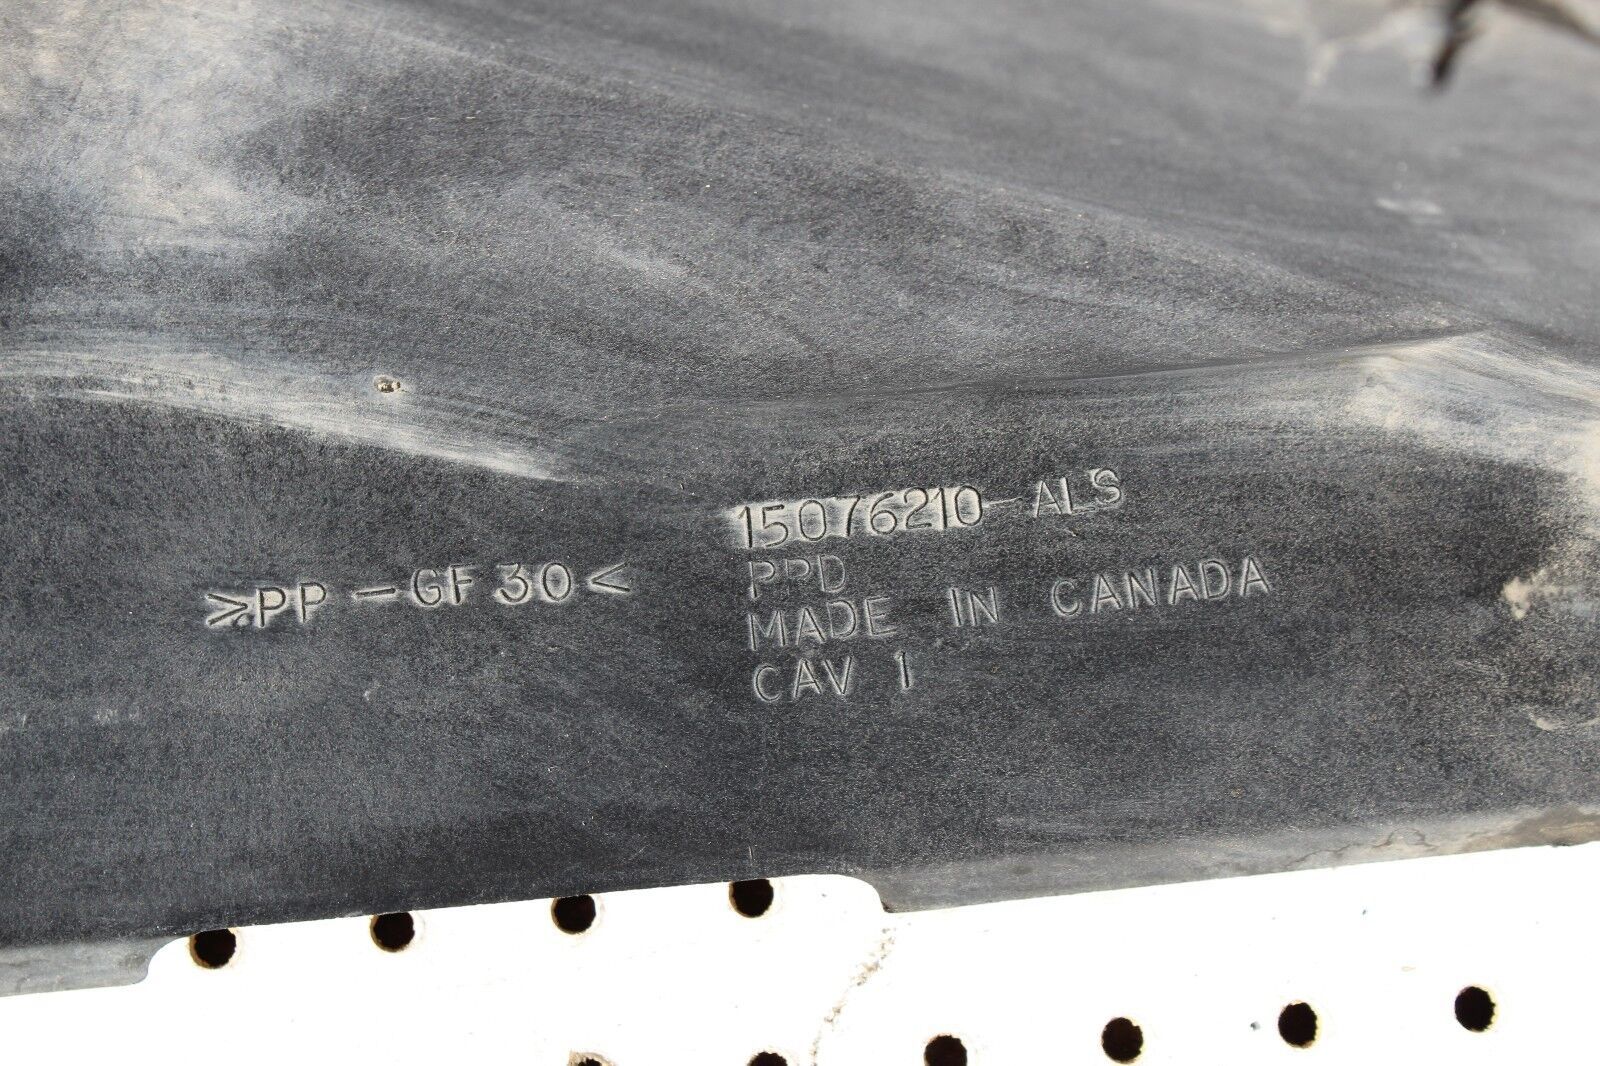 15076210-ALS
PPD
>PP-GF30<
MADE IN CANADA
CAV 1